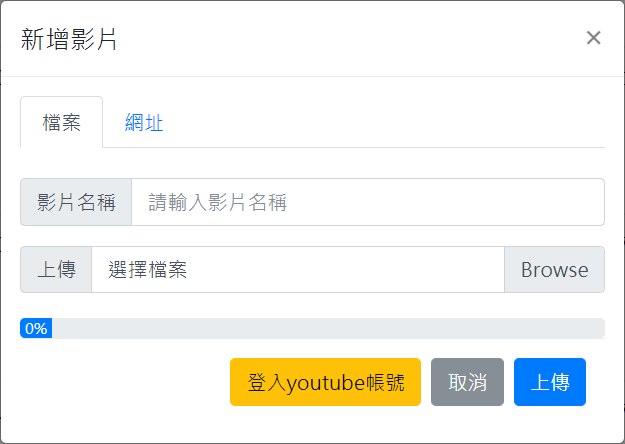 新增影片 ×
檔案 網址
影片名稱 請輸入影片名稱
上傳 選擇檔案 Browse
0%
登入youtube帳號 取消 上傳